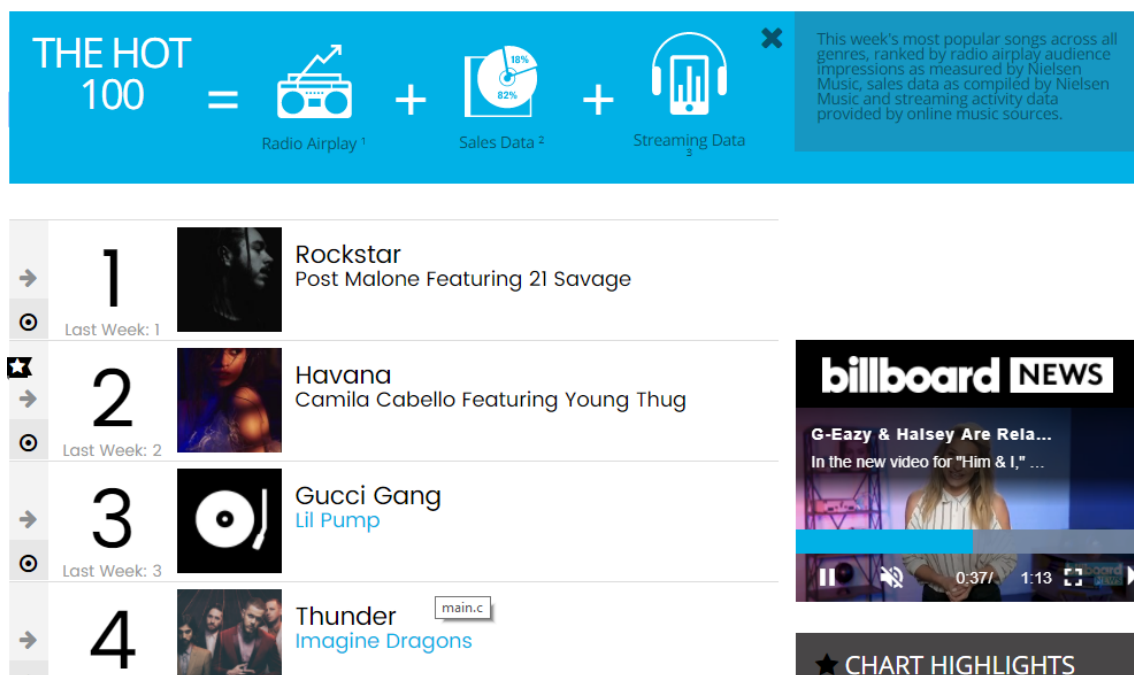 THE HOT
100
=
+
+
18%
82%
Radio Airplay 1
Sales Data 2
Streaming Data
3
This week's most popular songs across all
genres, ranked by radio airplay audience
impressions as measured by Nielsen
Music, sales data as compiled by Nielsen
Music and streaming activity data
provided by online music sources.
1
Last Week: 1
Rockstar
Post Malone Featuring 21 Savage
2
Last Week: 2
Havana
Camila Cabello Featuring Young Thug
3
Last Week: 3
Gucci Gang
Lil Pump
4
Thunder
Imagine Dragons
main.c
billboard NEWS
G-Eazy & Halsey Are Rela...
In the new video for "Him & I," ...
0:37/ 1:13
CHART HIGHLIGHTS